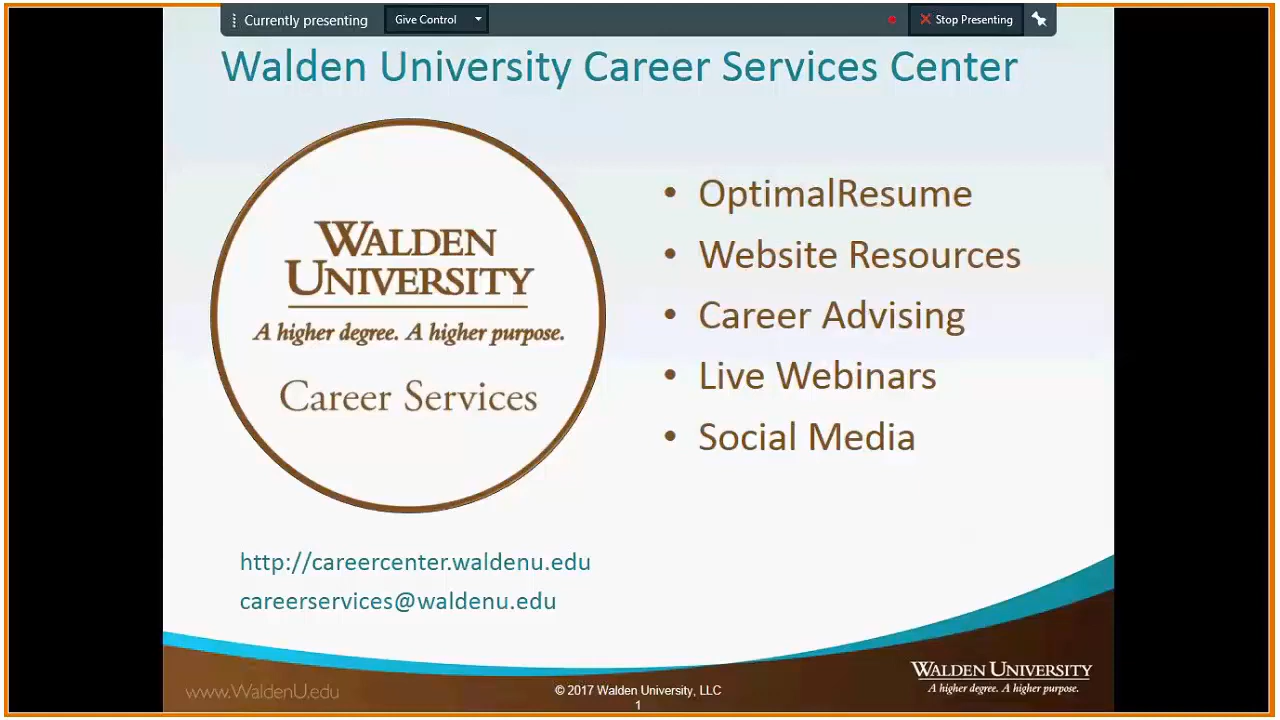 Currently presenting
Give Control
Stop Presenting
Walden University Career Services Center
WALDEN
UNIVERSITY
A higher degree. A higher purpose.
Career Services
• OptimalResume
• Website Resources
• Career Advising
• Live Webinars
• Social Media
http://careercenter.waldenu.edu
careerservices@waldenu.edu
www.WaldenU.edu
© 2017 Walden University, LLC
1
WALDEN UNIVERSITY
A higher degree. A higher purpose.